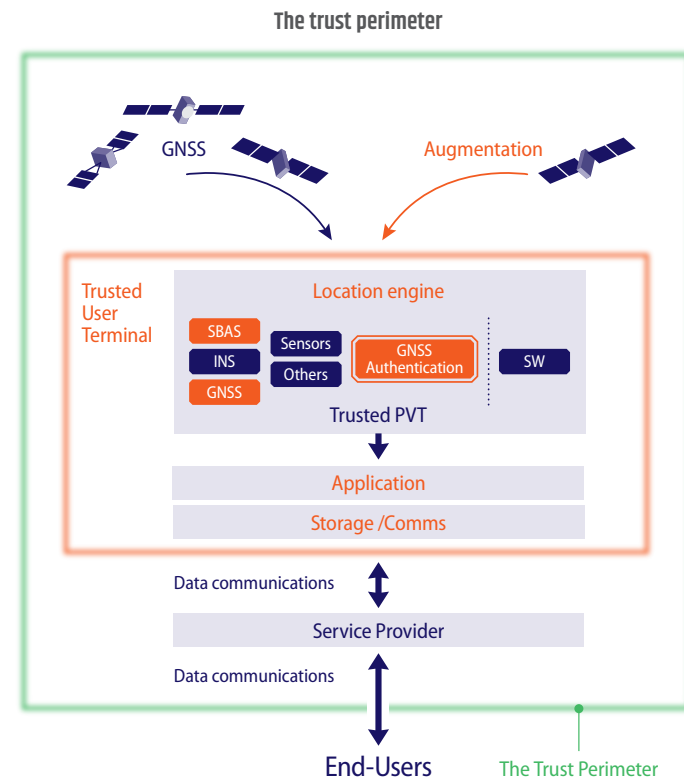 The trust perimeter
GNSS
Augmentation
Trusted
User
Terminal
Location engine
SBAS
INS
GNSS
Sensors
Others
GNSS
Authentication
SW
Trusted PVT
Application
Storage /Comms
Data communications
Service Provider
Data communications
End-Users
The Trust Perimeter